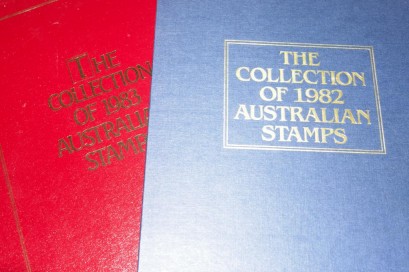 THE
COLLECTION
OF 1983
AUSTRALIAN
STAMPS
THE
COLLECTION
OF 1982
AUSTRALIAN
STAMPS